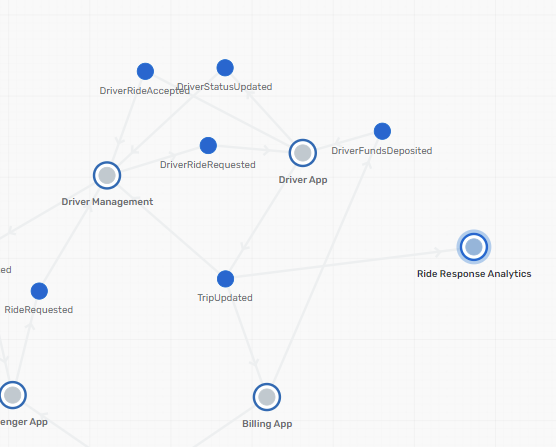 DriverRideAccepted
DriverStatusUpdated
DriverRideRequested
DriverFundsDeposited
Driver App
Driver Management
ed
Ride Response Analytics
TripUpdated
RideRequested
enger App
Billing App